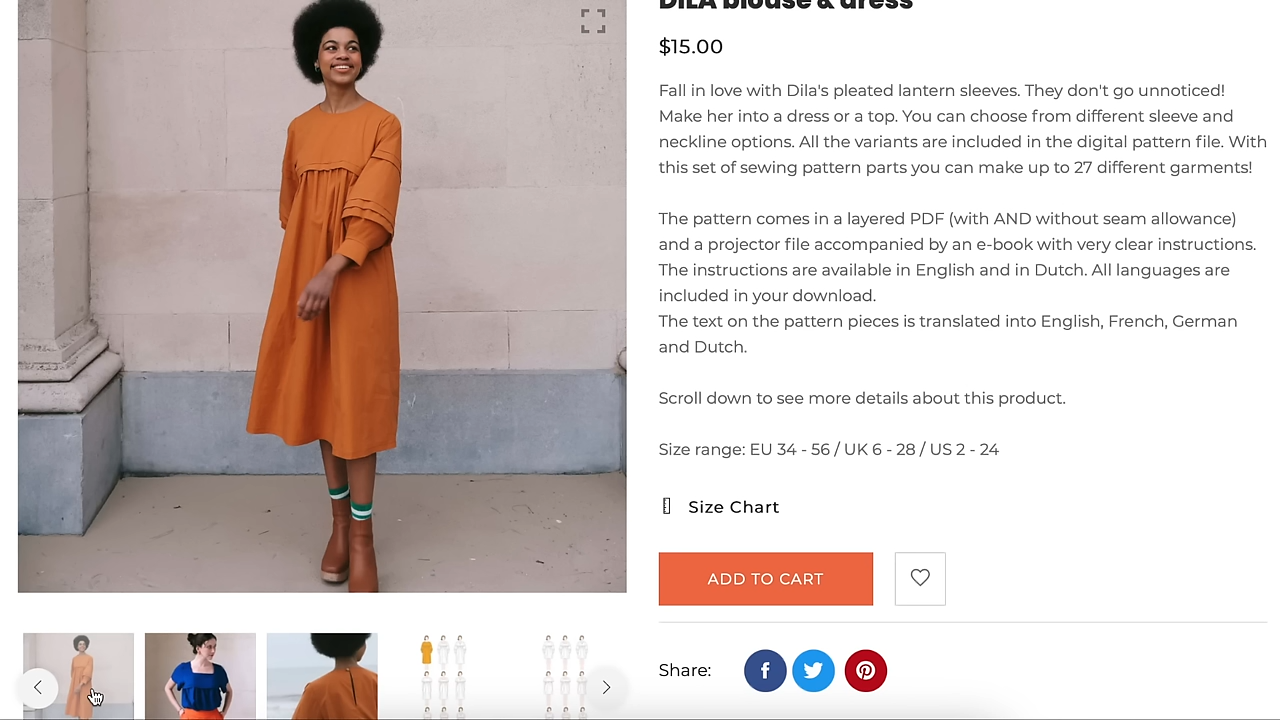 DILA blouse & dress
$15.00
Fall in love with Dila's pleated lantern sleeves. They don't go unnoticed!
Make her into a dress or a top. You can choose from different sleeve and
neckline options. All the variants are included in the digital pattern file. With
this set of sewing pattern parts you can make up to 27 different garments!
The pattern comes in a layered PDF (with AND without seam allowance)
and a projector file accompanied by an e-book with very clear instructions.
The instructions are available in English and in Dutch. All languages are
included in your download.
The text on the pattern pieces is translated into English, French, German
and Dutch.
Scroll down to see more details about this product.
Size range: EU 34 - 56 / UK 6 - 28 / US 2 - 24
Size Chart
ADD TO CART
Share: